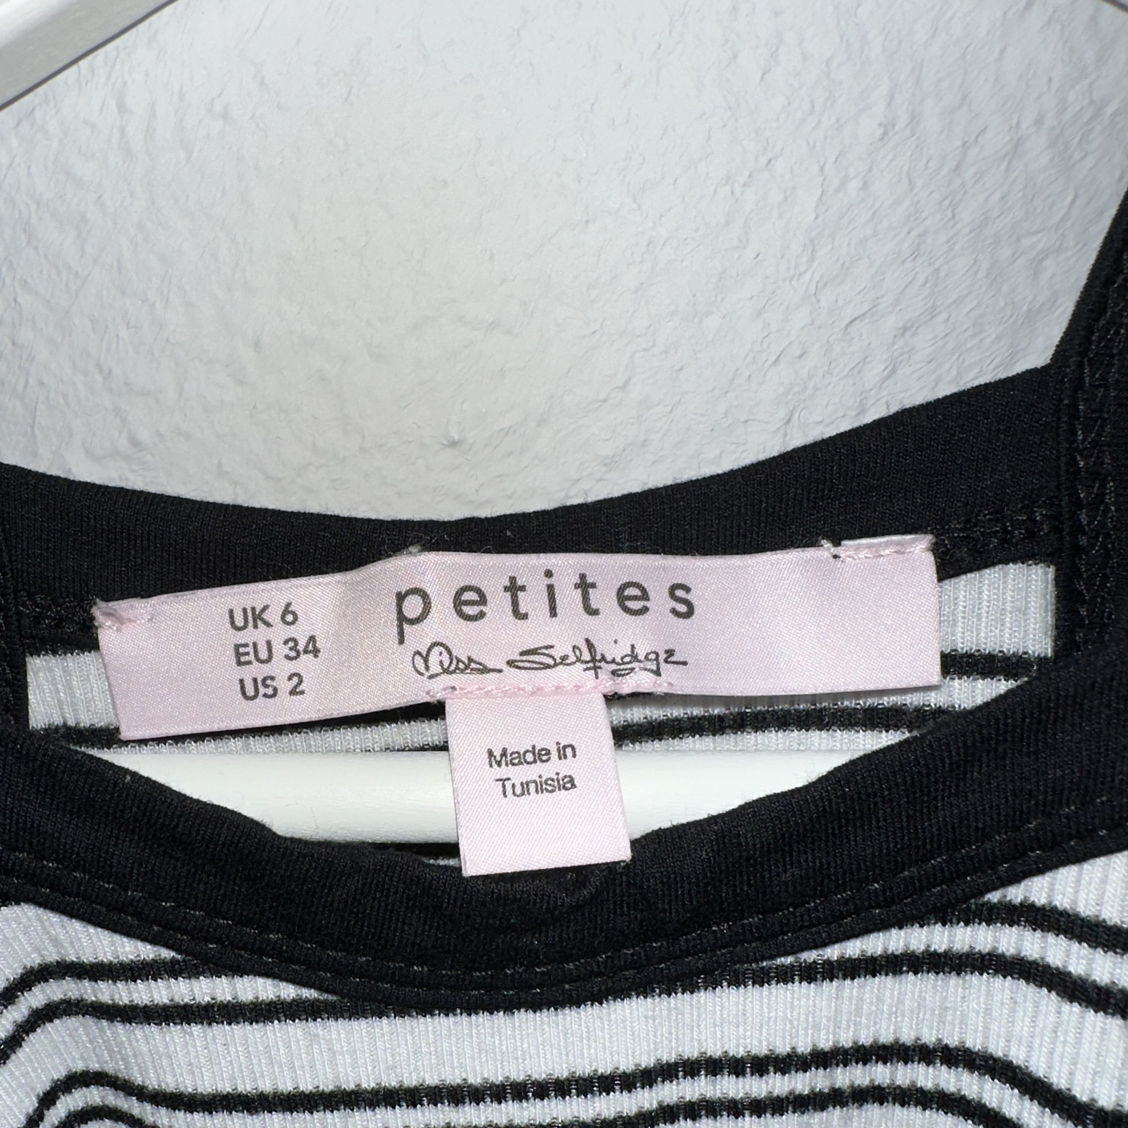 UK 6
EU 34
US 2
petites
Miss Selfridge
Made in
Tunisia